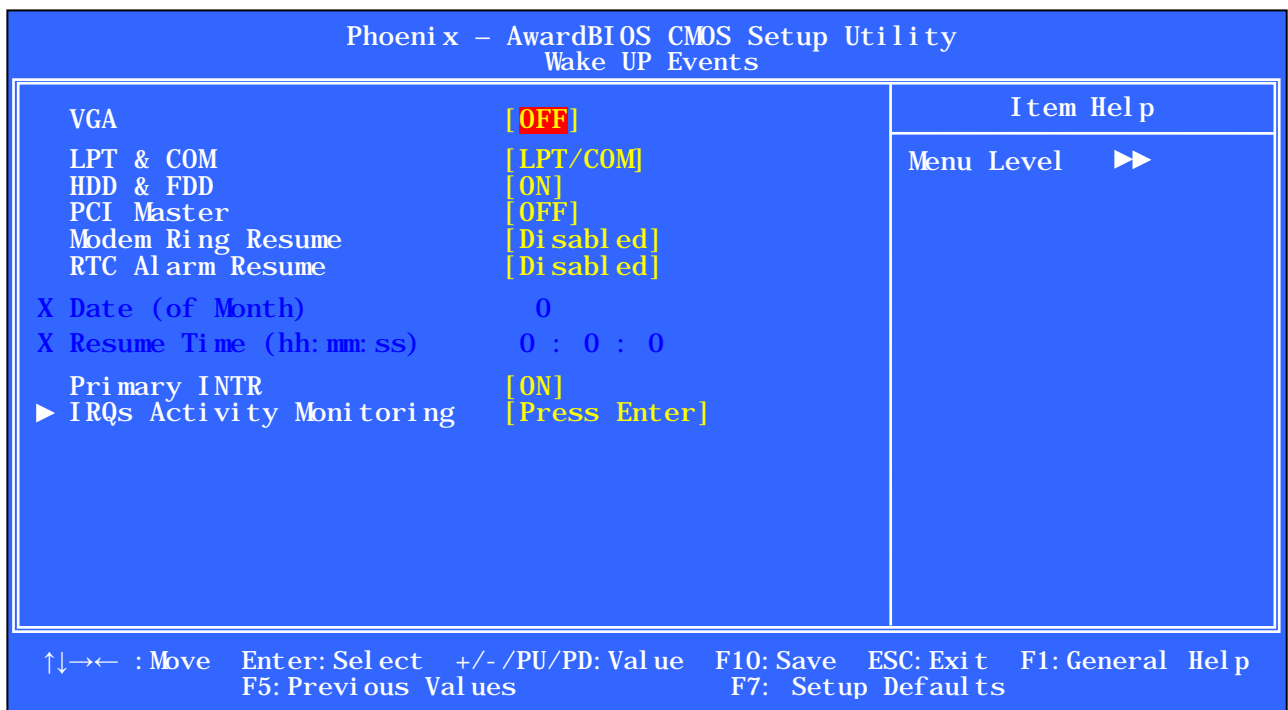 Phoenix – AwardBIOS CMOS Setup Utility
Wake UP Events
VGA [OFF]
LPT & COM [LPT/COM]
HDD & FDD [ON]
PCI Master [OFF]
Modem Ring Resume [Disabled]
RTC Alarm Resume [Disabled]
X Date (of Month) 0
X Resume Time (hh:mm:ss) 0 : 0 : 0
Primary INTR [ON]
► IRQs Activity Monitoring [Press Enter]
Item Help
Menu Level ►►
↑↓→← :Move Enter:Select +/-/PU/PD:Value F10:Save ESC:Exit F1:General Help
F5:Previous Values F7: Setup Defaults